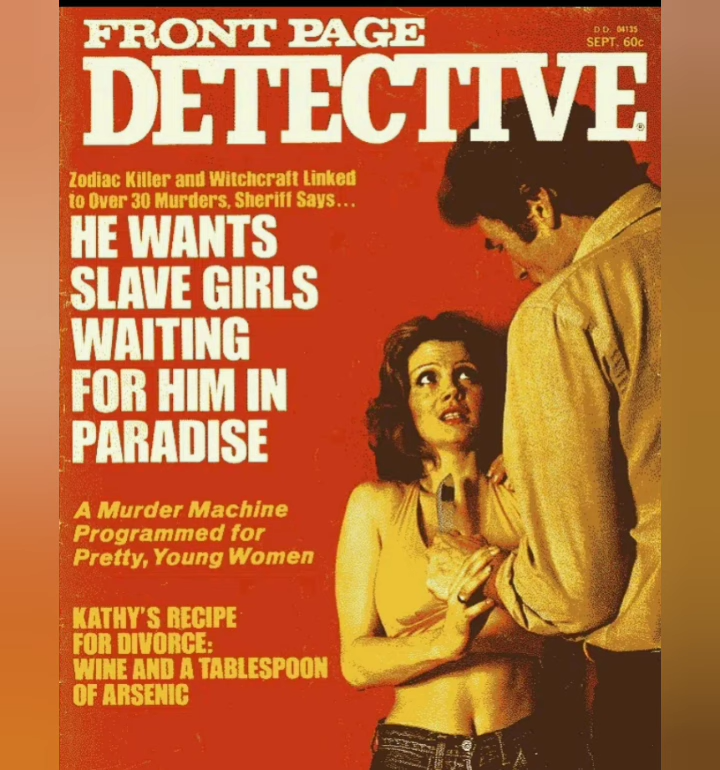 FRONT PAGE
DETECTIVE®
D.D. 04135
SEPT. 60c
Zodiac Killer and Witchcraft Linked
to Over 30 Murders, Sheriff Says...
HE WANTS
SLAVE GIRLS
WAITING
FOR HIM IN
PARADISE
A Murder Machine
Programmed for
Pretty, Young Women
KATHY'S RECIPE
FOR DIVORCE:
WINE AND A TABLESPOON
OF ARSENIC